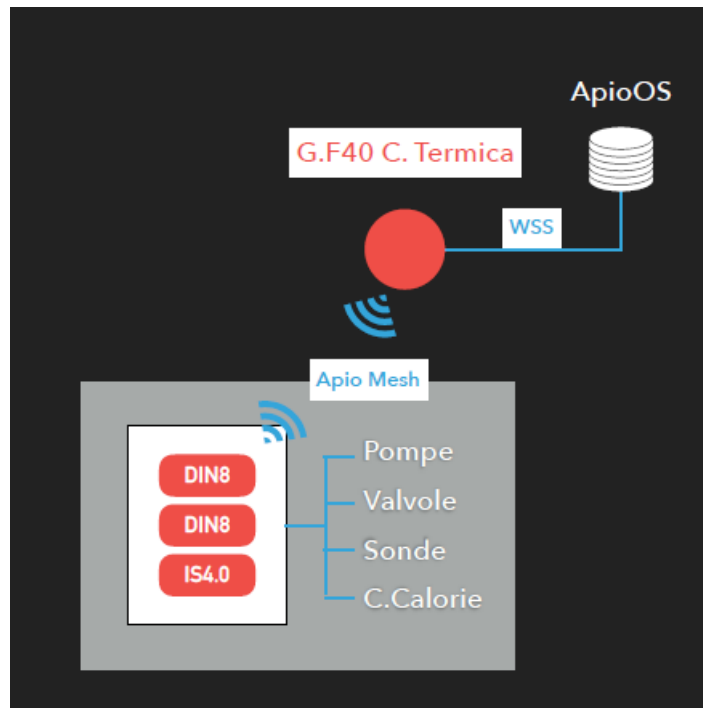 ApioOS
G.F40 C. Termica
WSS
Apio Mesh
DIN8
DIN8
IS4.0
Pompe
Valvole
Sonde
C.Calorie